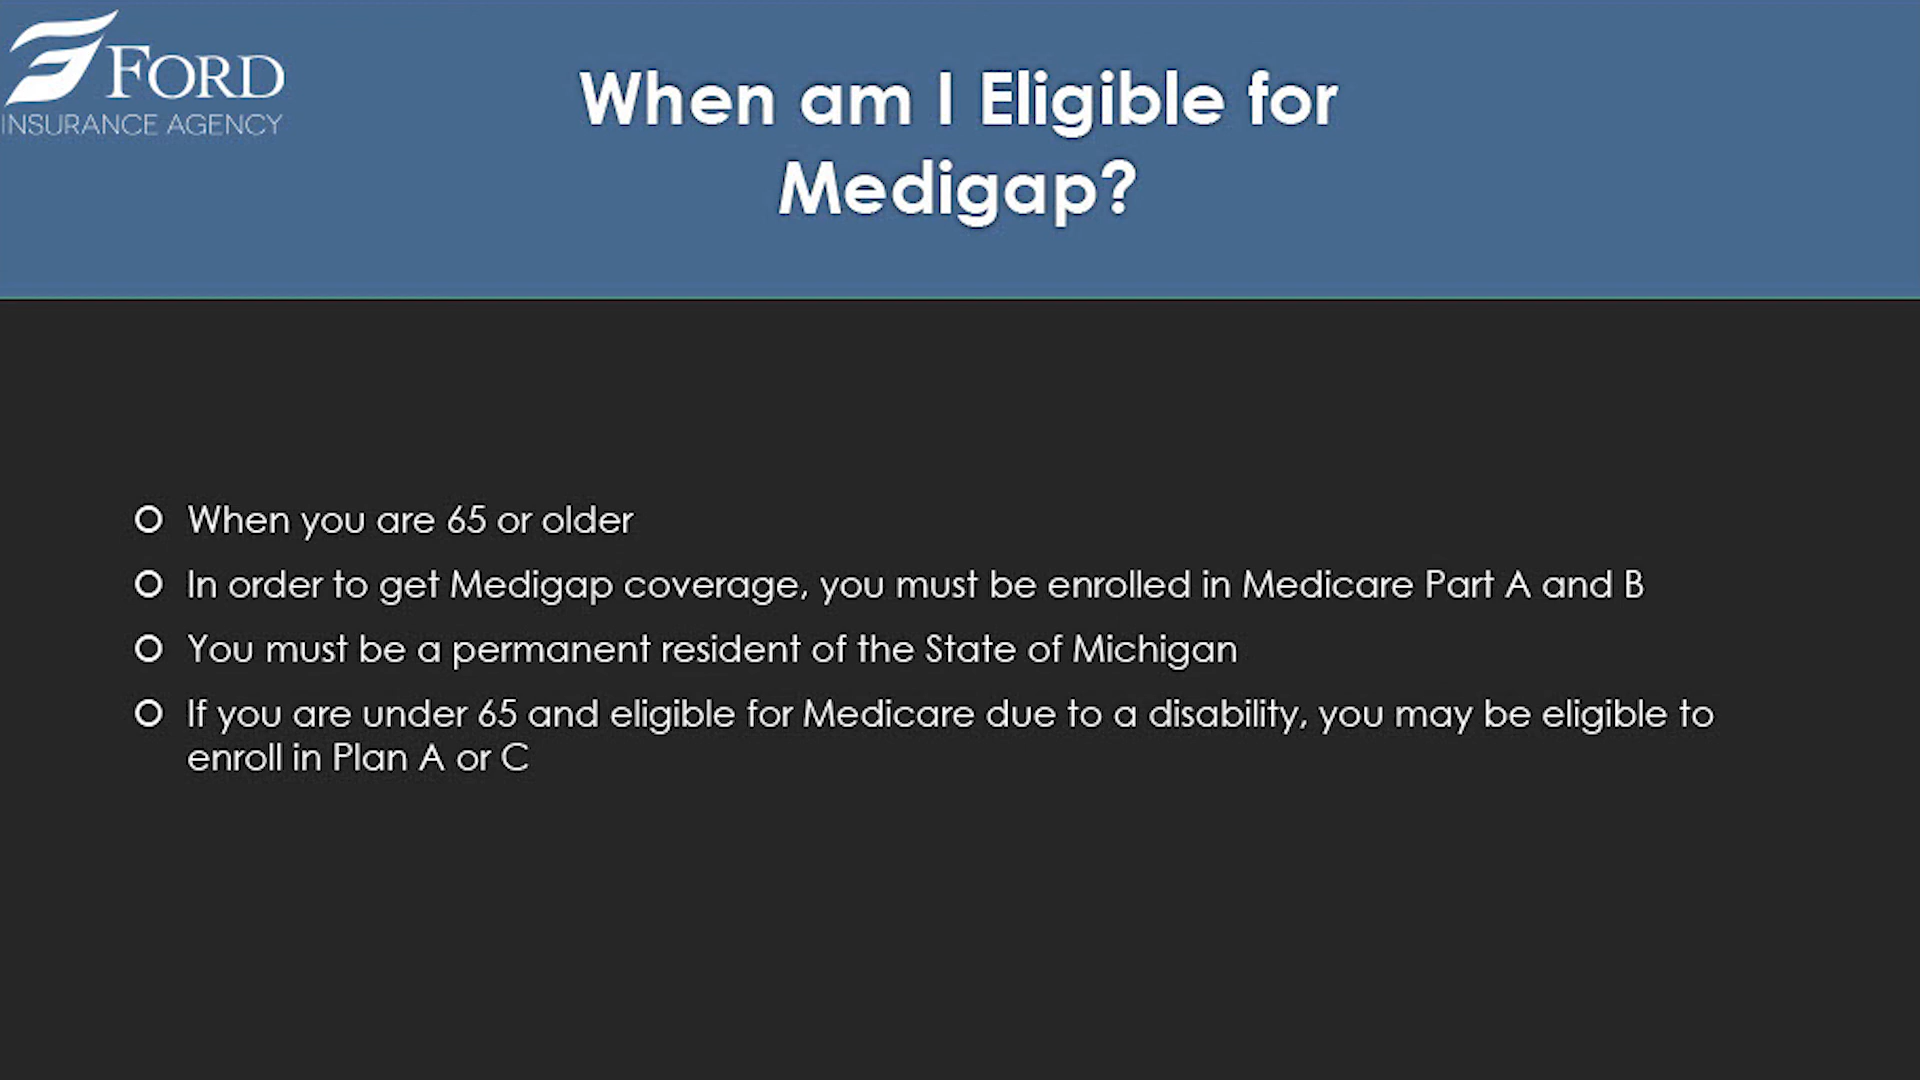 FORD
INSURANCE AGENCY
When am I Eligible for
Medigap?
When you are 65 or older
In order to get Medigap coverage, you must be enrolled in Medicare Part A and B
You must be a permanent resident of the State of Michigan
If you are under 65 and eligible for Medicare due to a disability, you may be eligible to
enroll in Plan A or C